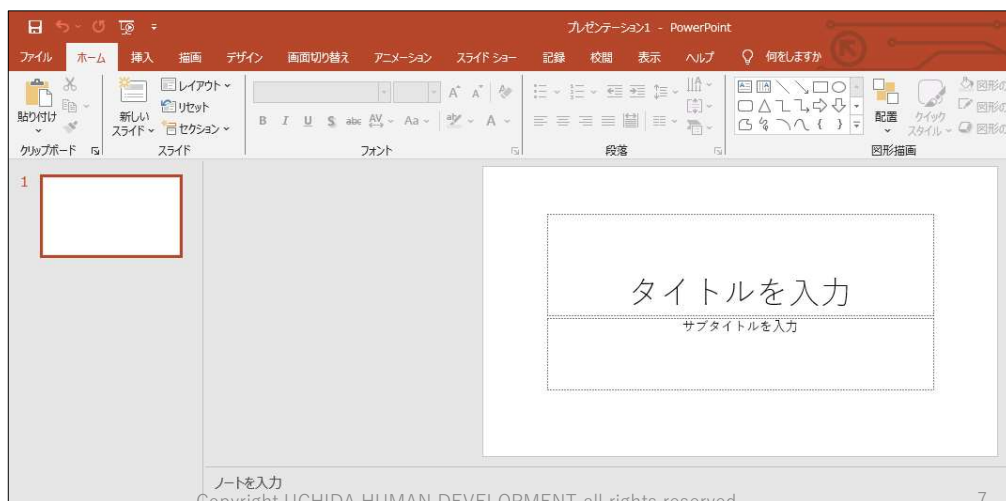 プレゼンテーション1 - PowerPoint
ファイル ホーム 挿入 描画 デザイン 画面切り替え アニメーション スライド ショー 記録 校閲 表示 ヘルプ 何をしますか
貼り付け
新しい
スライド
レイアウト
リセット
セクション
B I U S abc AV Aa A
配置
クイック
スタイル
図形の
図形の
図形の
クリップボード スライド フォント 段落 図形描画
1
タイトルを入力
サブタイトルを入力
ノートを入力
Copyright UCHIDA HUMAN DEVELOPMENT all rights reserved
7